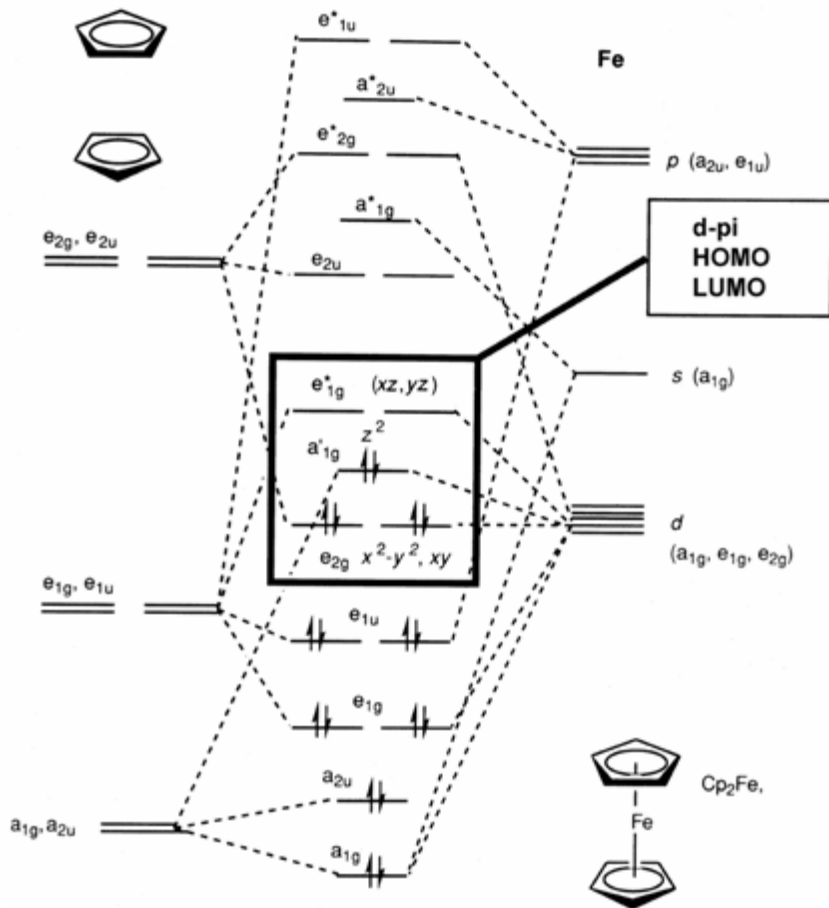 e*1u
Fe
a*2u
e*2g
p (a2u, e1u)
a*1g
d-pi
HOMO
LUMO
e2g, e2u
e2u
s (a1g)
e*1g (xz, yz)
z2
a'1g
d
(a1g, e1g, e2g)
e2g x2-y2, xy
e1g, e1u
e1u
e1g
a2u
Cp2Fe,
Fe
a1g, a2u
a1g